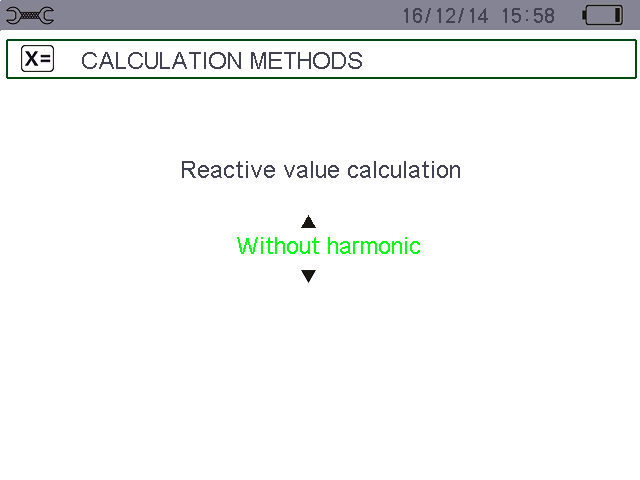 16/12/14 15:58
X= CALCULATION METHODS
Reactive value calculation
Without harmonic